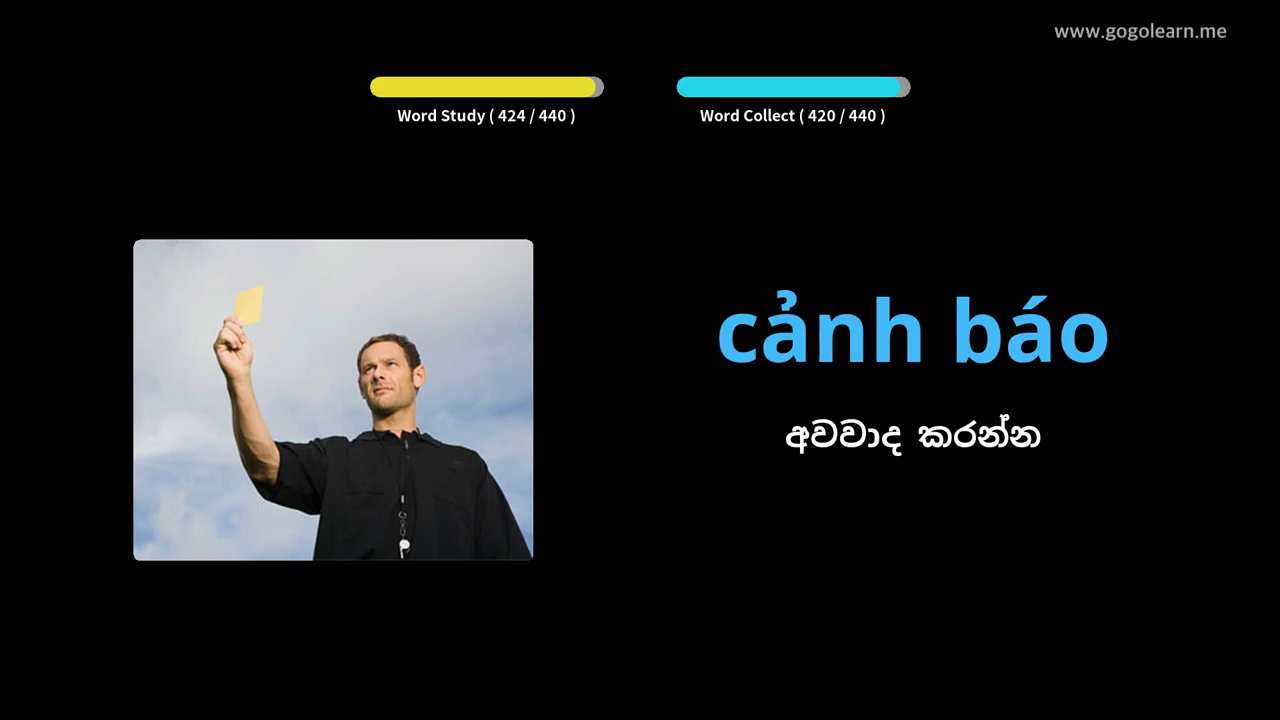 www.gogolearn.me
Word Study ( 424 / 440 )
Word Collect ( 420 / 440 )
cảnh báo
අවවාද කරන්න